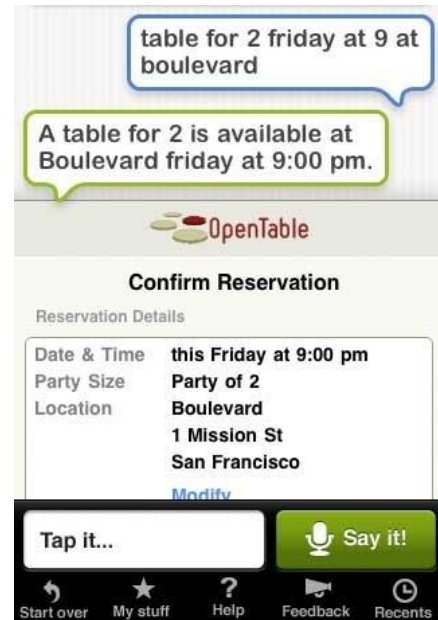 table for 2 friday at 9 at
boulevard
A table for 2 is available at
Boulevard friday at 9:00 pm.
OpenTable
Confirm Reservation
Reservation Details
Date & Time this Friday at 9:00 pm
Party Size Party of 2
Location Boulevard
1 Mission St
San Francisco
Modify
Tap it...
Say it!
Start over My stuff Help Feedback Recents